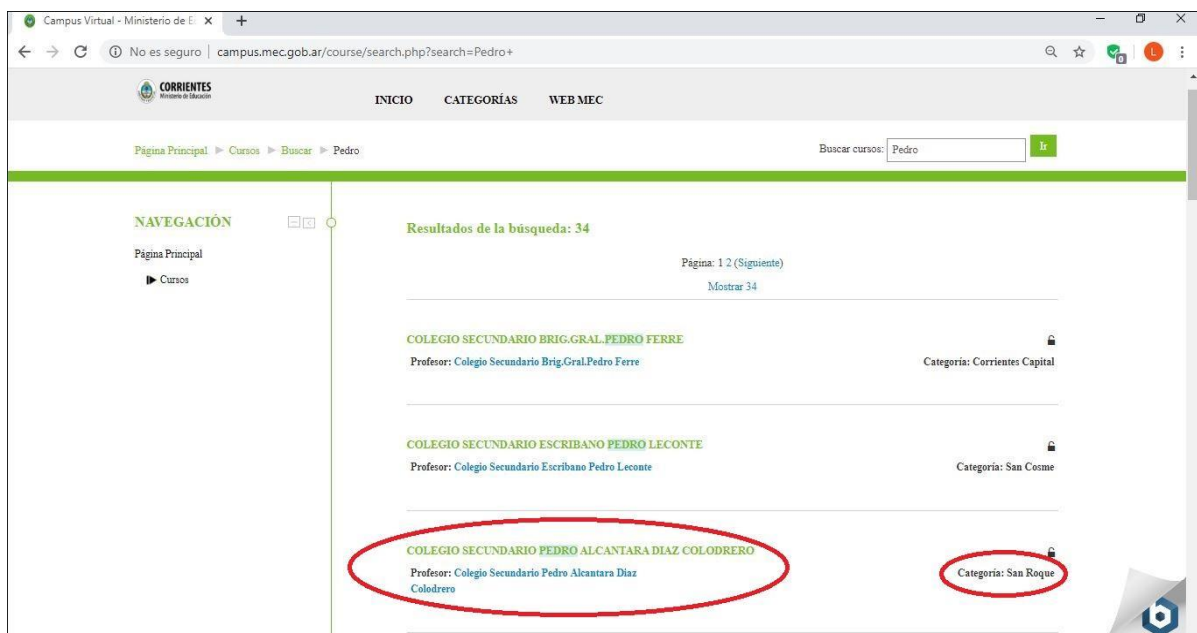 Campus Virtual - Ministerio de E
No es seguro | campus.mec.gob.ar/course/search.php?search=Pedro+
L
0
CORRIENTES
Ministerio de Educación
INICIO CATEGORÍAS WEB MEC
Página Principal Cursos Buscar Pedro
Buscar cursos: Pedro Ir
NAVEGACIÓN
Página Principal
Cursos
Resultados de la búsqueda: 34
Página: 1 2 (Siguiente)
Mostrar 34
COLEGIO SECUNDARIO BRIG.GRAL.PEDRO FERRE
Profesor: Colegio Secundario Brig.Gral.Pedro Ferre Categoría: Corrientes Capital
COLEGIO SECUNDARIO ESCRIBANO PEDRO LECONTE
Profesor: Colegio Secundario Escribano Pedro Leconte Categoría: San Cosme
COLEGIO SECUNDARIO PEDRO ALCANTARA DIAZ COLODRERO
Profesor: Colegio Secundario Pedro Alcantara Diaz Categoría: San Roque
Colodrero
b